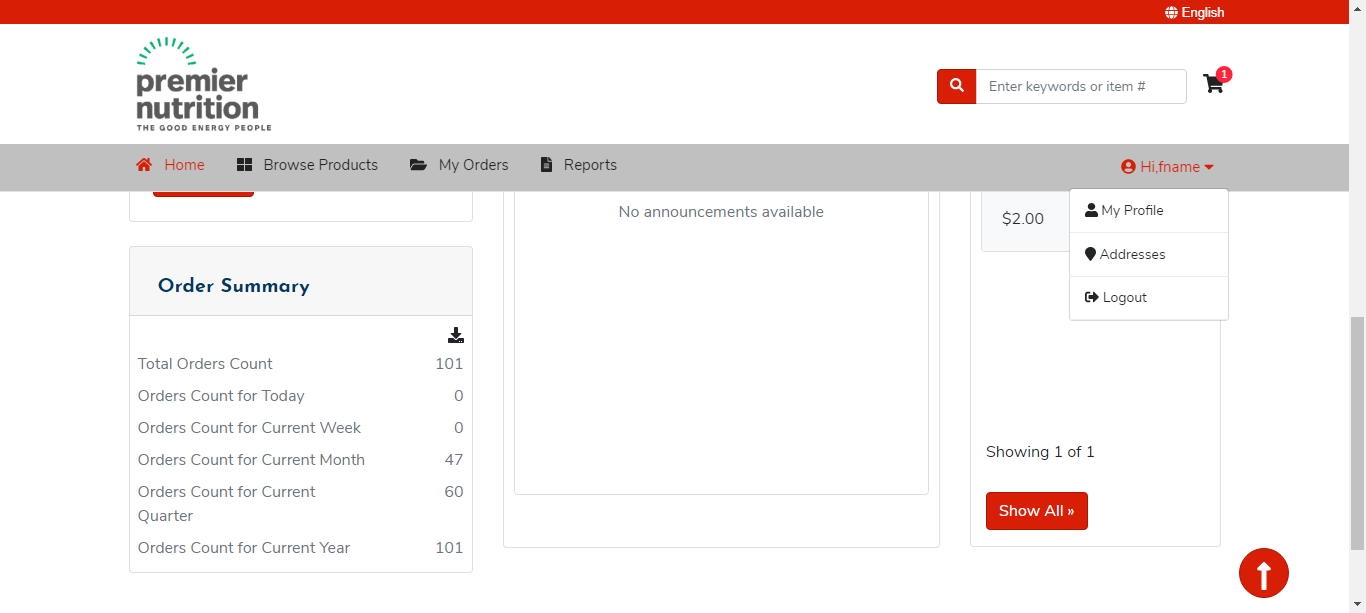 English
premier
nutrition
THE GOOD ENERGY PEOPLE
Enter keywords or item #
1
Home
Browse Products
My Orders
Reports
Hi,fname
My Profile
Addresses
Logout
No announcements available
$2.00
Order Summary
Total Orders Count 101
Orders Count for Today 0
Orders Count for Current Week 0
Orders Count for Current Month 47
Orders Count for Current 60
Quarter
Orders Count for Current Year 101
Showing 1 of 1
Show All »